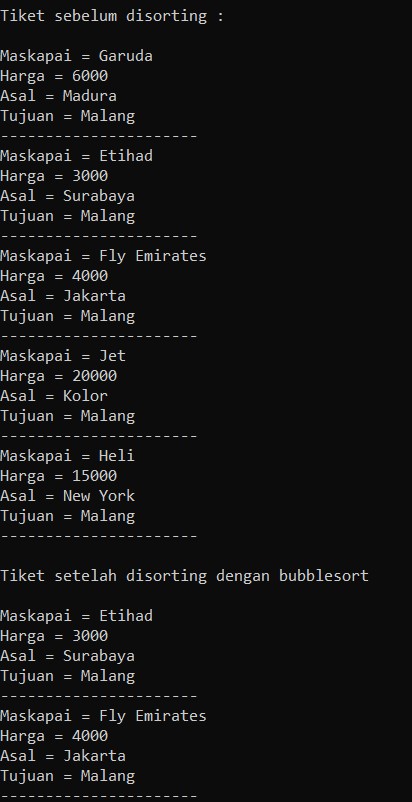 Tiket sebelum disorting :
Maskapai = Garuda
Harga = 6000
Asal = Madura
Tujuan = Malang
----------------------
Maskapai = Etihad
Harga = 3000
Asal = Surabaya
Tujuan = Malang
----------------------
Maskapai = Fly Emirates
Harga = 4000
Asal = Jakarta
Tujuan = Malang
----------------------
Maskapai = Jet
Harga = 20000
Asal = Kolor
Tujuan = Malang
----------------------
Maskapai = Heli
Harga = 15000
Asal = New York
Tujuan = Malang
----------------------
Tiket setelah disorting dengan bubblesort
Maskapai = Etihad
Harga = 3000
Asal = Surabaya
Tujuan = Malang
----------------------
Maskapai = Fly Emirates
Harga = 4000
Asal = Jakarta
Tujuan = Malang
----------------------